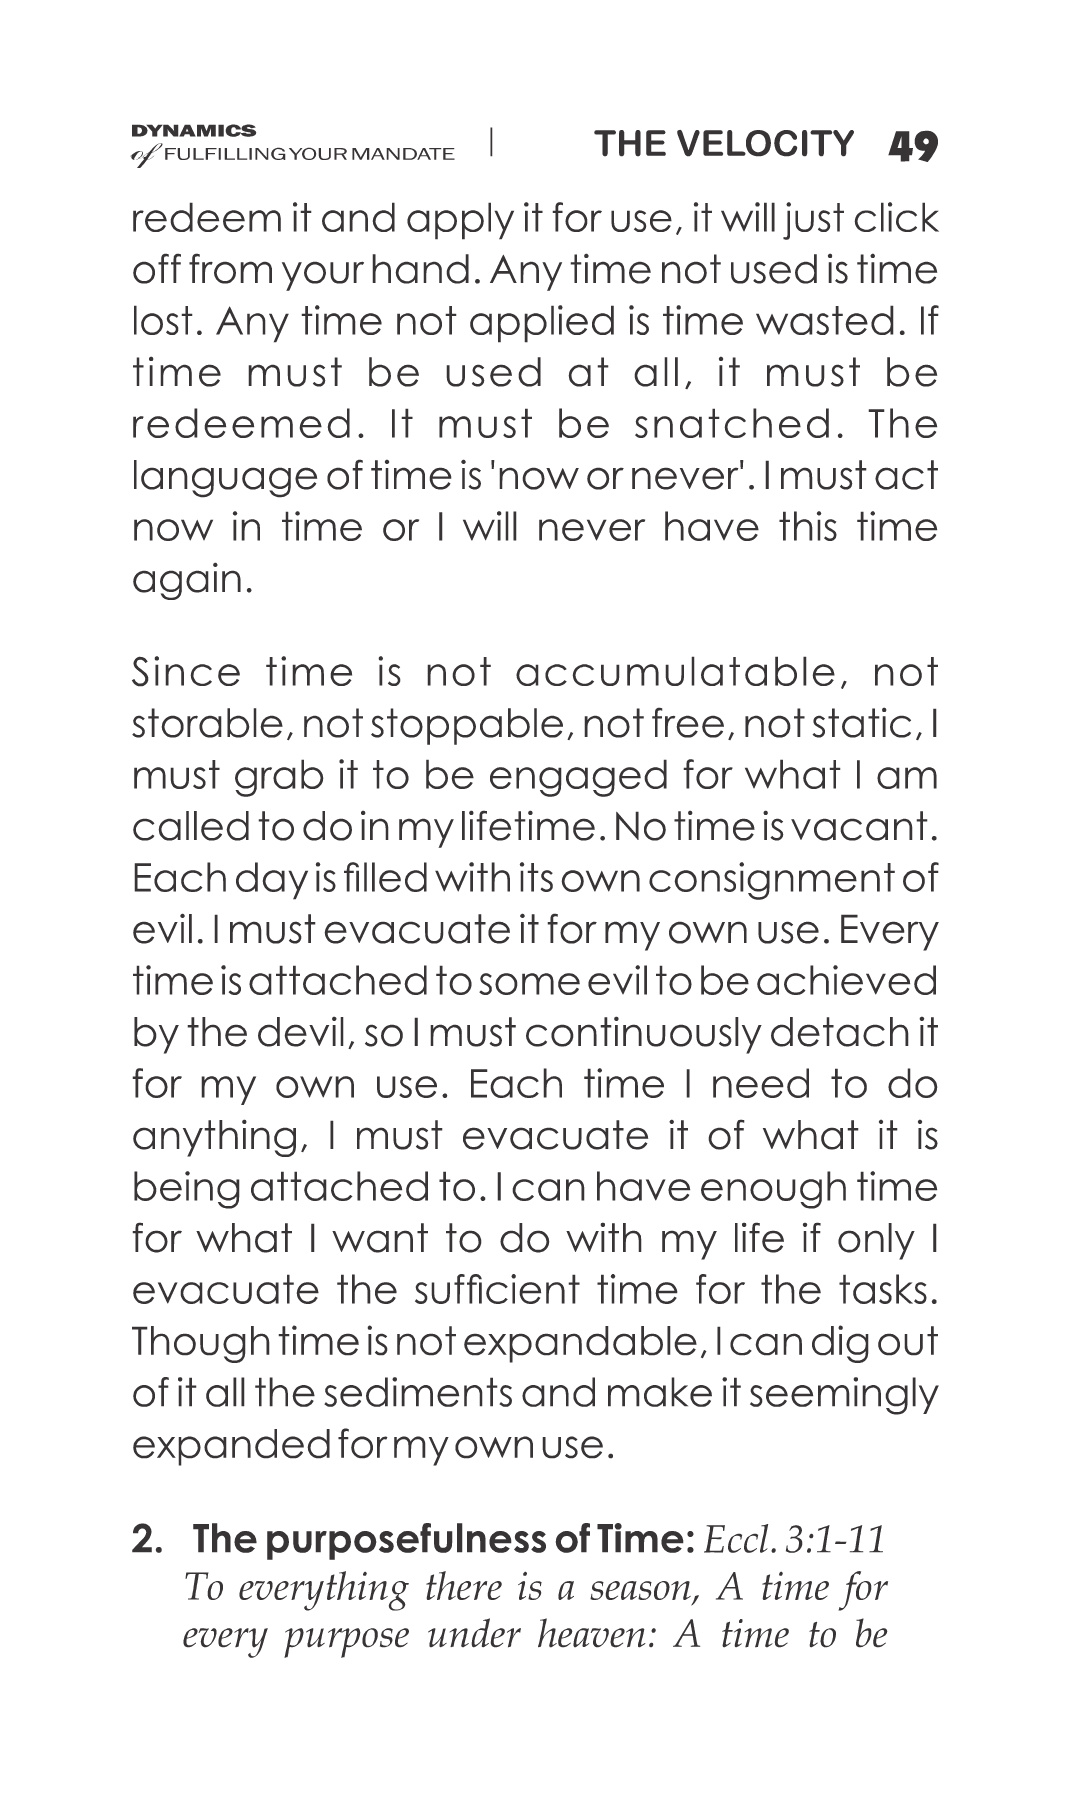 DYNAMICS
of FULFILLING YOUR MANDATE
THE VELOCITY 49
redeem it and apply it for use, it will just click
off from your hand. Any time not used is time
lost. Any time not applied is time wasted. If
time must be used at all, it must be
redeemed. It must be snatched. The
language of time is 'now or never'. I must act
now in time or I will never have this time
again.
Since time is not accumulatable, not
storable, not stoppable, not free, not static, I
must grab it to be engaged for what I am
called to do in my lifetime. No time is vacant.
Each day is filled with its own consignment of
evil. I must evacuate it for my own use. Every
time is attached to some evil to be achieved
by the devil, so I must continuously detach it
for my own use. Each time I need to do
anything, I must evacuate it of what it is
being attached to. I can have enough time
for what I want to do with my life if only I
evacuate the sufficient time for the tasks.
Though time is not expandable, I can dig out
of it all the sediments and make it seemingly
expanded for my own use.
2. The purposefulness of Time: Eccl. 3:1-11
To everything there is a season, A time for
every purpose under heaven: A time to be